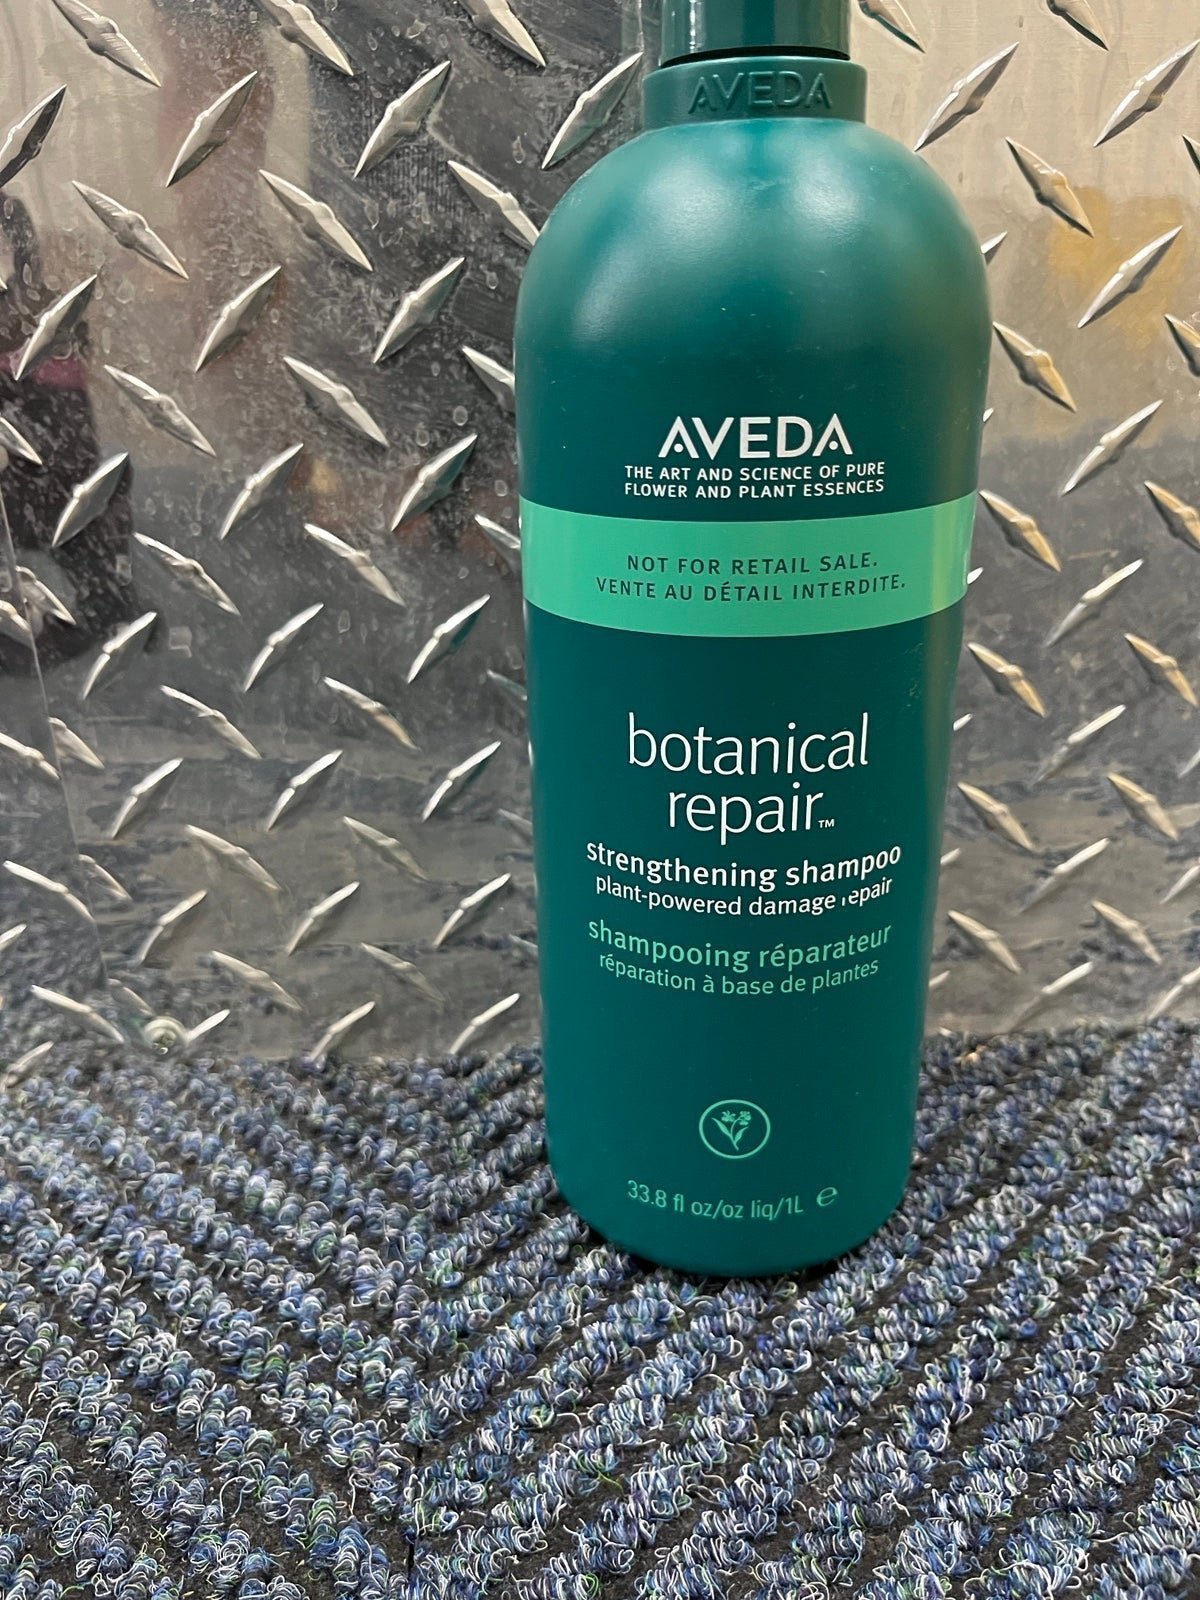 AVEDA
AVEDA
THE ART AND SCIENCE OF PURE
FLOWER AND PLANT ESSENCES
NOT FOR RETAIL SALE.
VENTE AU DÉTAIL INTERDITE.
botanical
repair™
strengthening shampoo
plant-powered damage repair
shampooing réparateur
réparation à base de plantes
33.8 fl oz/oz liq/1L ℮